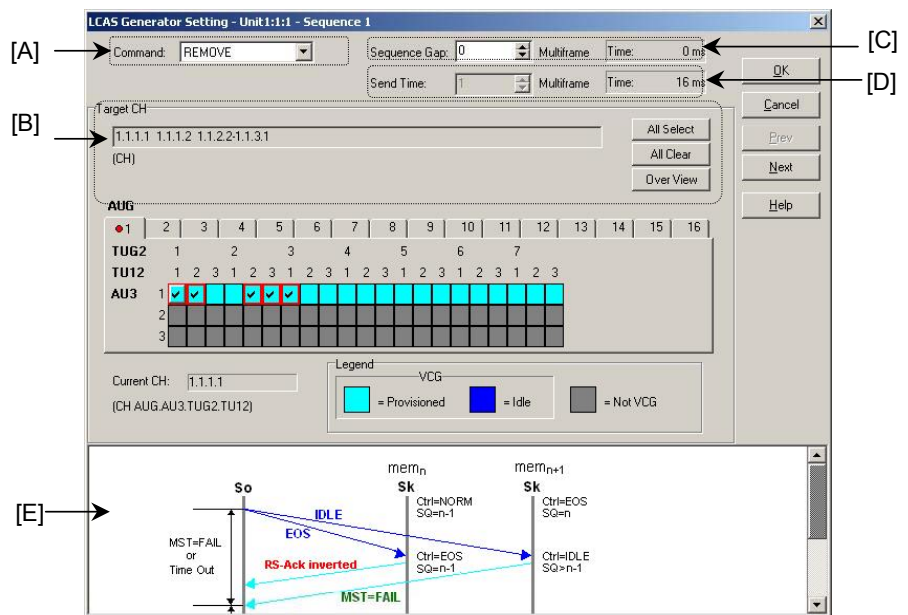 LCAS Generator Setting - Unit1:1:1 - Sequence 1
[A]
Command: REMOVE
Sequence Gap: 0 Multiframe Time: 0 ms
[C]
Send Time: 1 Multiframe Time: 16 ms
[D]
OK
Cancel
Prev
Next
Help
[B]
Target CH
1.1.1.1 1.1.1.2 1.1.2.2-1.1.3.1
(CH)
All Select
All Clear
Over View
AUG
1 2 3 4 5 6 7 8 9 10 11 12 13 14 15 16
TUG2 1 2 3 4 5 6 7
TU12 1 2 3 1 2 3 1 2 3 1 2 3 1 2 3 1 2 3 1 2 3
AU3 1
2
3
Current CH: 1.1.1.1
(CH AUG.AU3.TUG2.TU12)
Legend
VCG
= Provisioned
= Idle
= Not VCG
[E]
So
memn
Sk
memn+1
Sk
Ctrl=NORM
SQ=n-1
Ctrl=EOS
SQ=n
IDLE
EOS
MST=FAIL
or
Time Out
RS-Ack inverted
Ctrl=EOS
SQ=n-1
Ctrl=IDLE
SQ>n-1
MST=FAIL